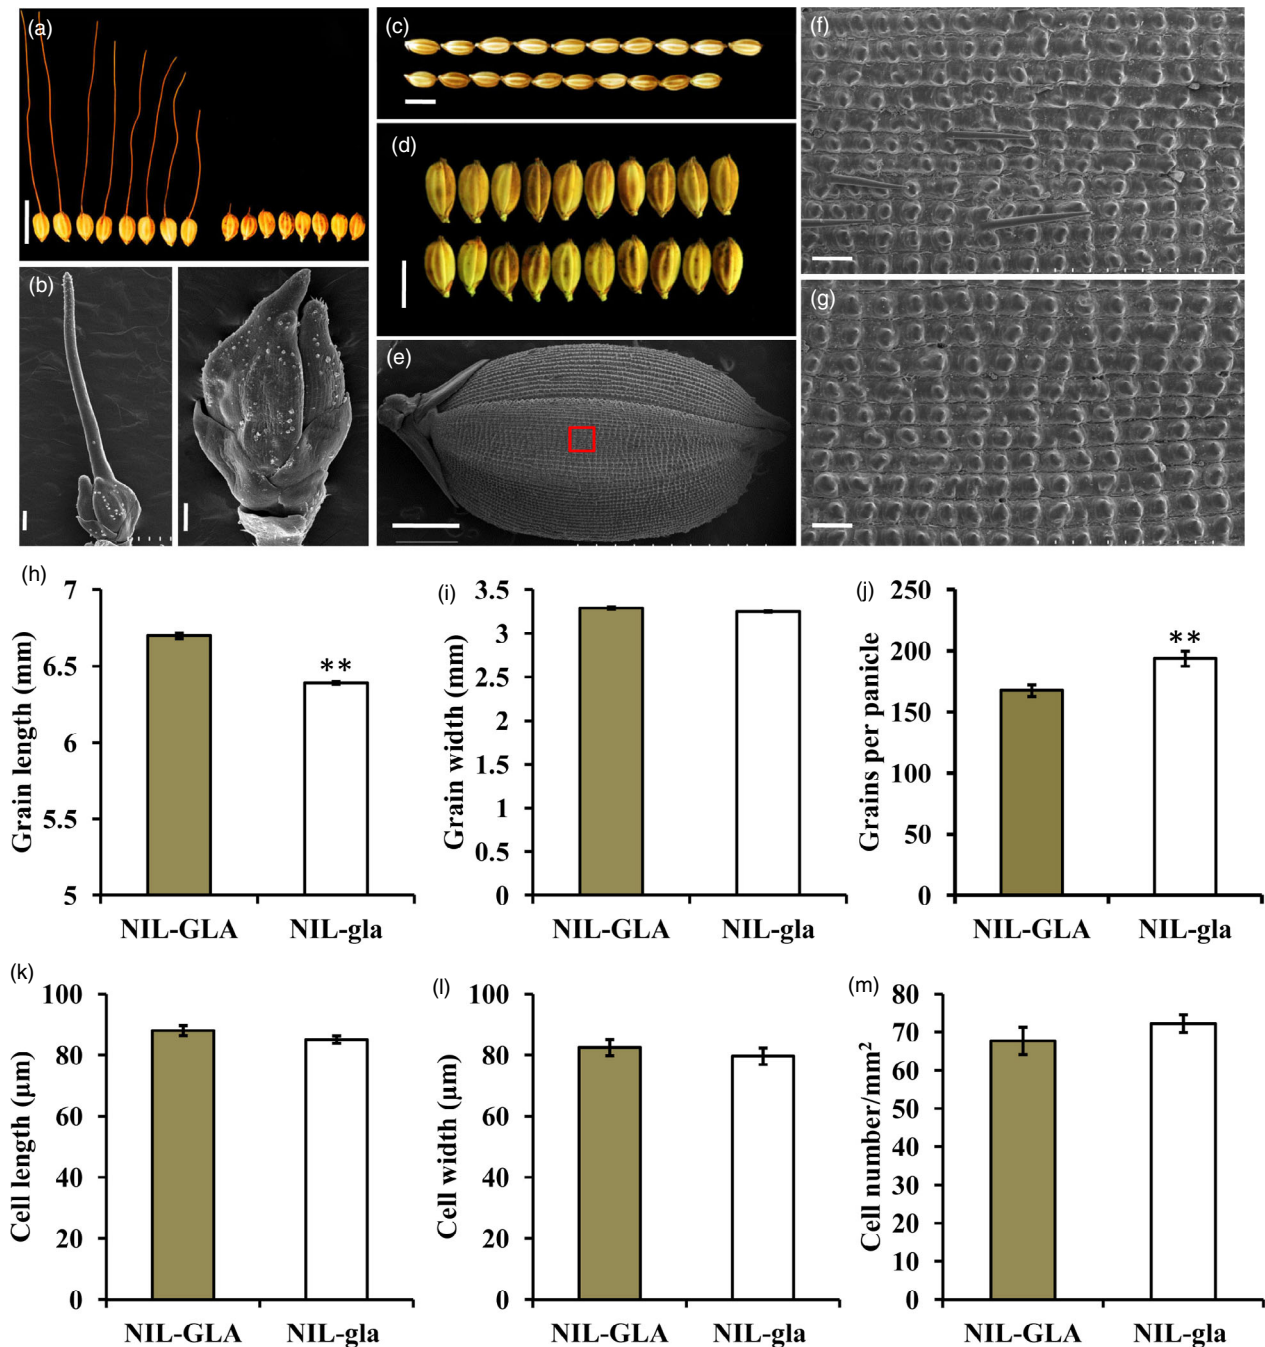 (a)
(b)
(c)
(d)
(e)
(f)
(g)
(h)
Grain length (mm)
7
6.5
6
5.5
5
**
NIL-GLA NIL-gla
(i)
Grain width (mm)
3.5
3
2.5
2
1.5
1
0.5
0
NIL-GLA NIL-gla
(j)
Grains per panicle
250
200
150
100
50
0
**
NIL-GLA NIL-gla
(k)
Cell length (μm)
100
80
60
40
20
0
NIL-GLA NIL-gla
(l)
Cell width (μm)
100
80
60
40
20
0
NIL-GLA NIL-gla
(m)
Cell number/mm²
80
70
60
50
40
30
20
10
0
NIL-GLA NIL-gla